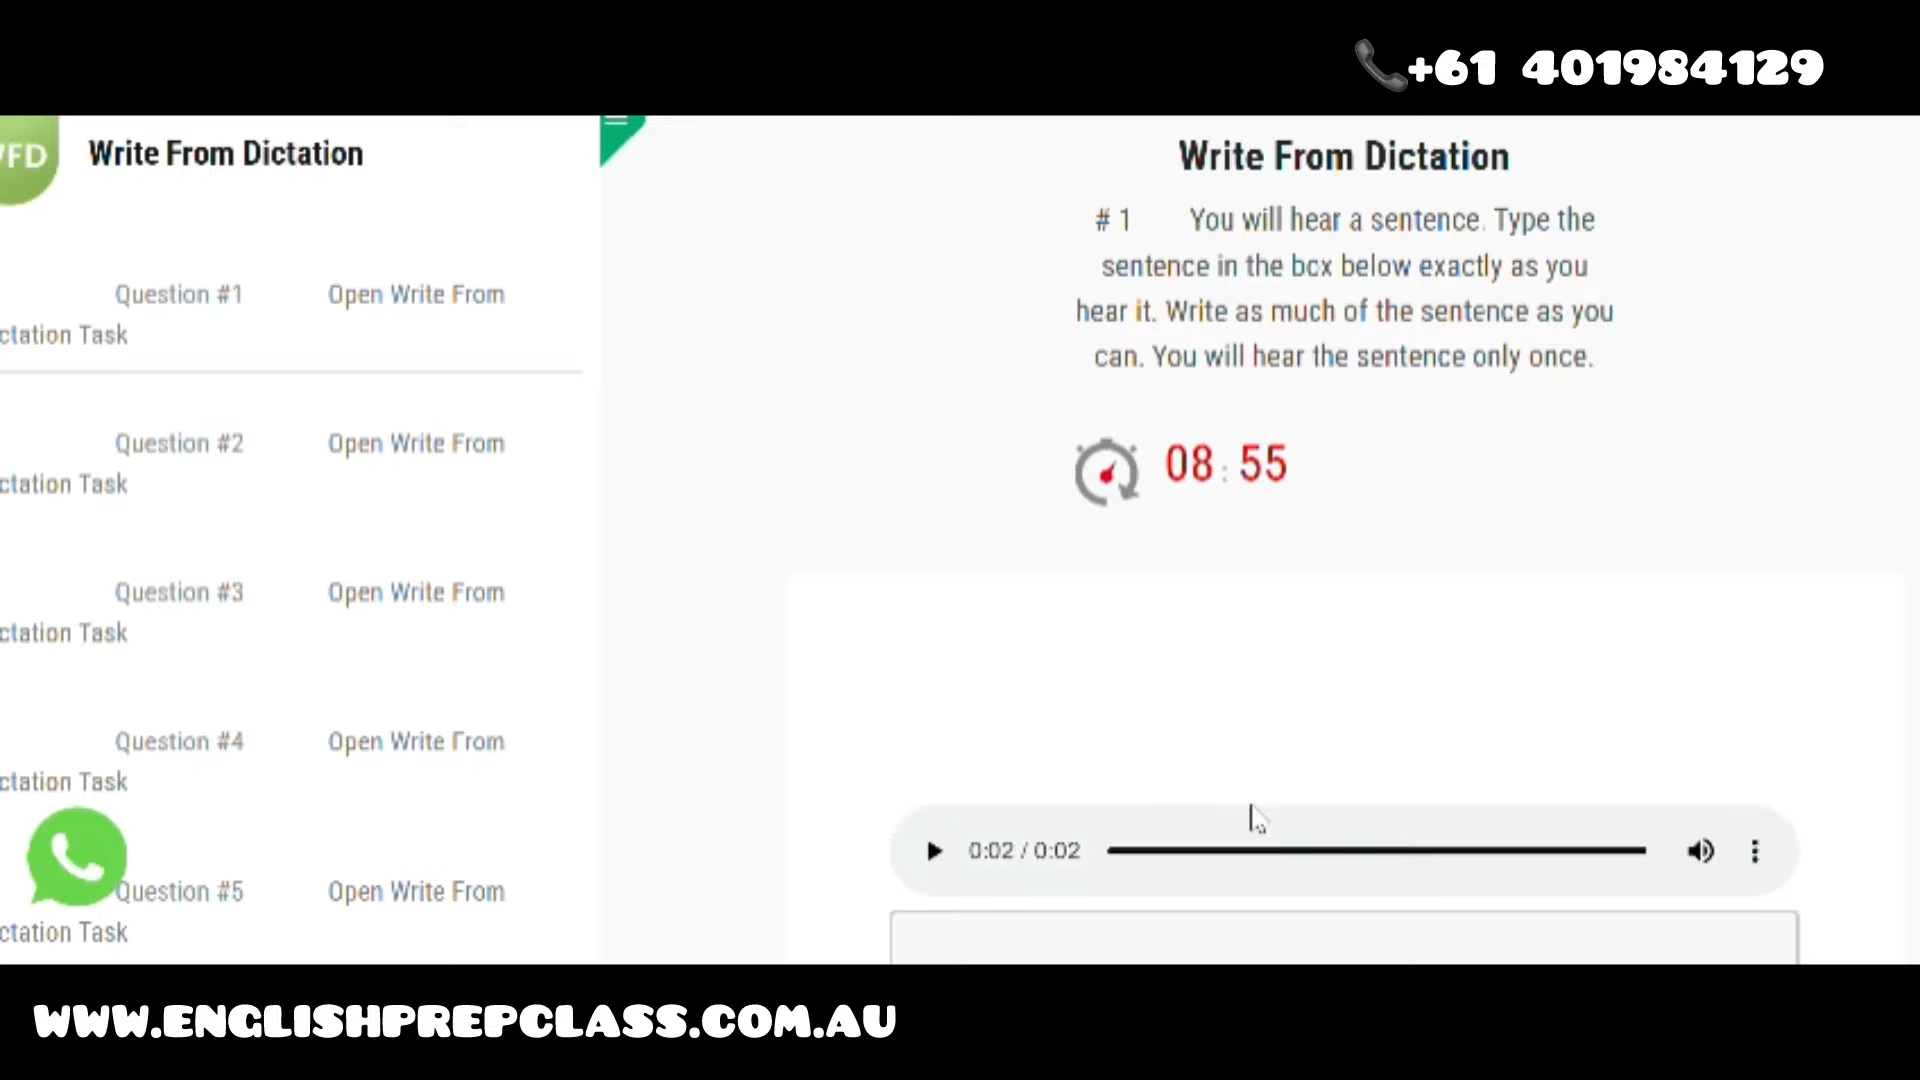 +61 401984129
FD
Write From Dictation
Question #1 Open Write From
ctation Task
Question #2 Open Write From
ctation Task
Question #3 Open Write From
ctation Task
Question #4 Open Write From
ctation Task
Question #5 Open Write From
ctation Task
Write From Dictation
# 1 You will hear a sentence. Type the
sentence in the box below exactly as you
hear it. Write as much of the sentence as you
can. You will hear the sentence only once.
08 : 55
0:02 / 0:02
WWW.ENGLISHPREPCLASS.COM.AU